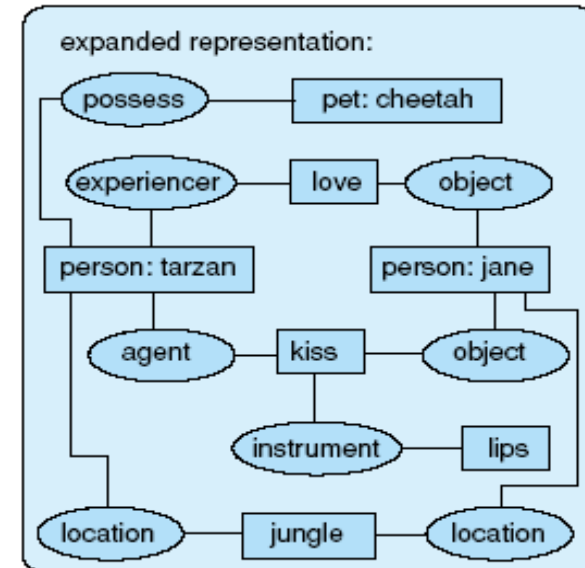 expanded representation:
possess pet: cheetah
experiencer love object
person: tarzan person: jane
agent kiss object
instrument lips
location jungle location